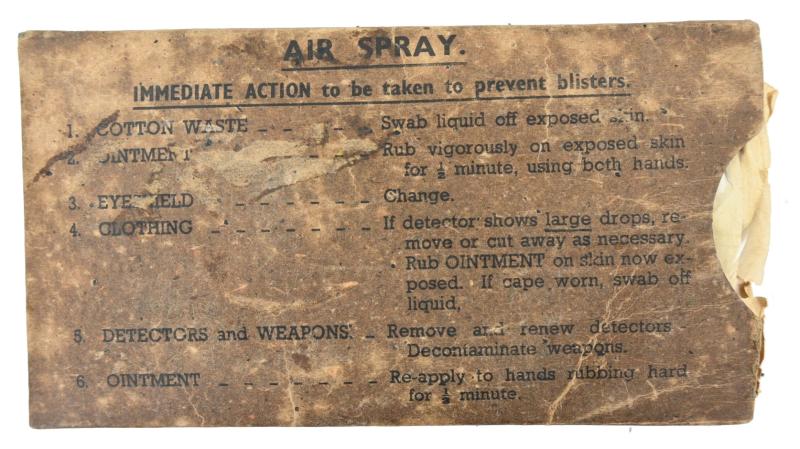 AIR SPRAY.
IMMEDIATE ACTION to be taken to prevent blisters.
1. COTTON WASTE - - - - - - Swab liquid off exposed skin.
2. OINTMENT - - - - - - - Rub vigorously on exposed skin
for ½ minute, using both hands.
3. EYESHIELD - - - - - - - Change.
4. CLOTHING - - - - - - - If detector shows large drops, re-
move or cut away as necessary.
Rub OINTMENT on skin now ex-
posed. If cape worn, swab off
liquid,
5. DETECTORS and WEAPONS. - Remove and renew detectors -
Decontaminate weapons.
6. OINTMENT - - - - - - - Re-apply to hands rubbing hard
for ½ minute.